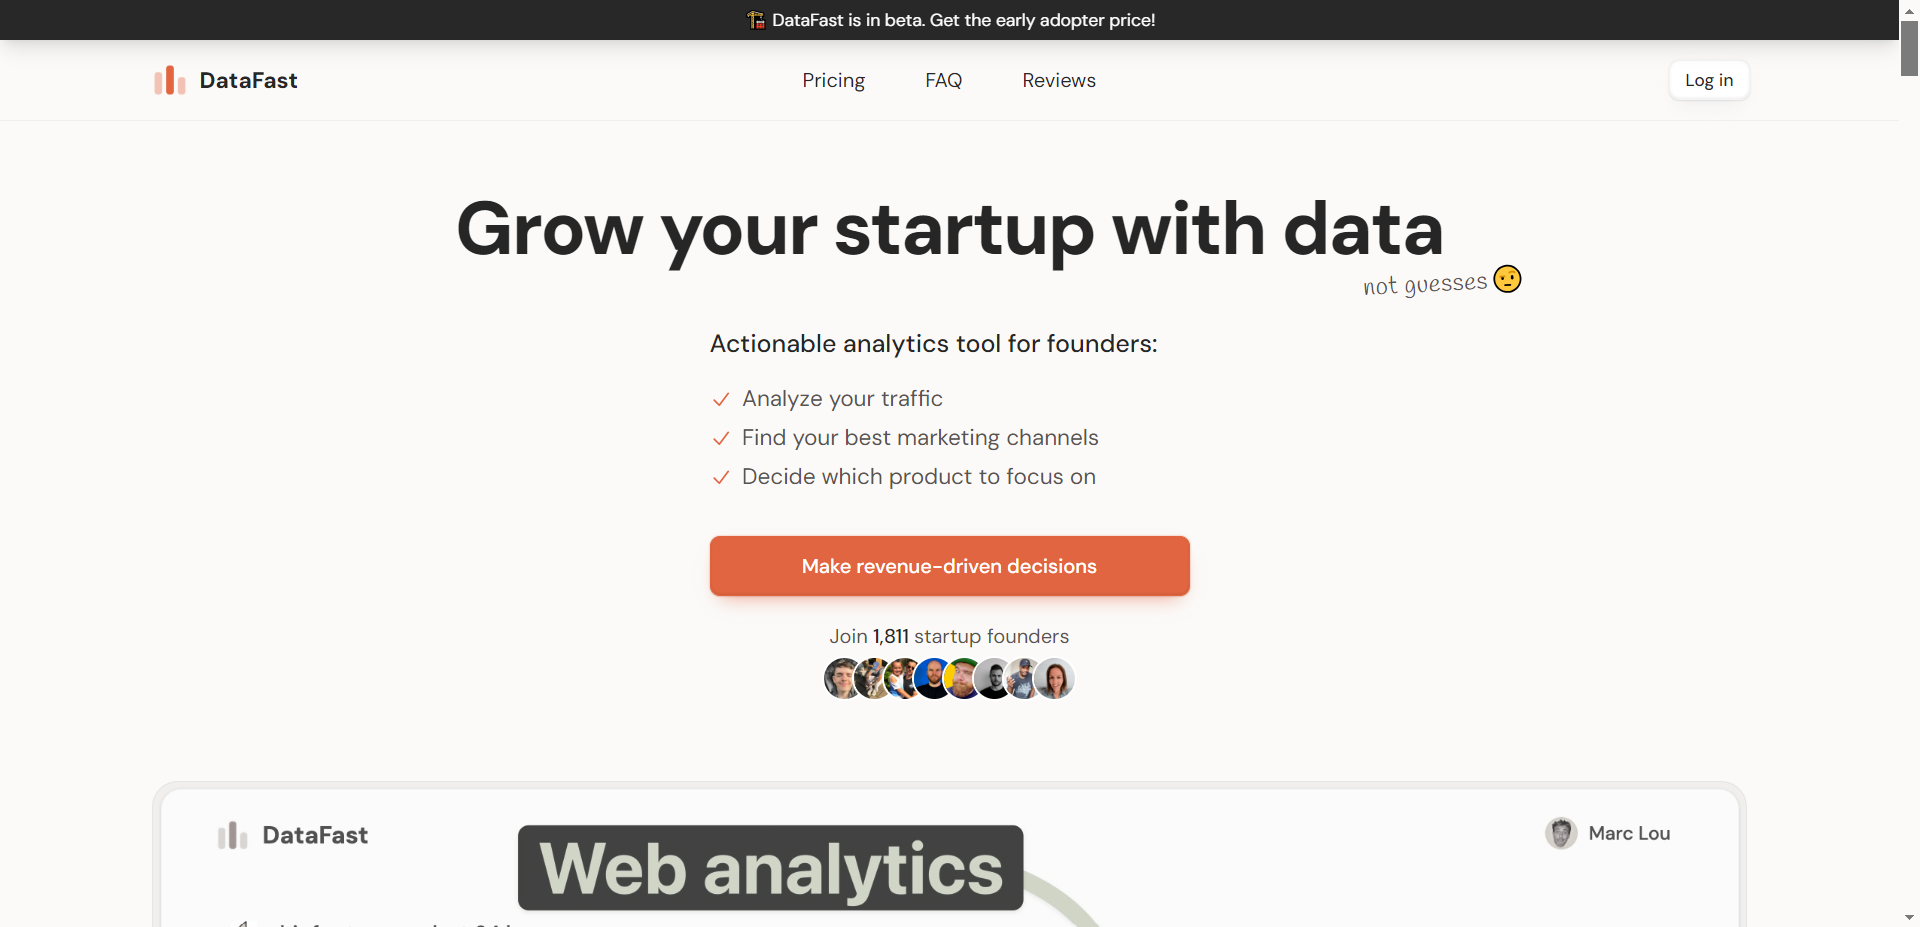 DataFast is in beta. Get the early adopter price!
DataFast
Pricing
FAQ
Reviews
Log in
Grow your startup with data
not guesses
Actionable analytics tool for founders:
Analyze your traffic
Find your best marketing channels
Decide which product to focus on
Make revenue-driven decisions
Join 1,811 startup founders
DataFast
Web analytics
Marc Lou